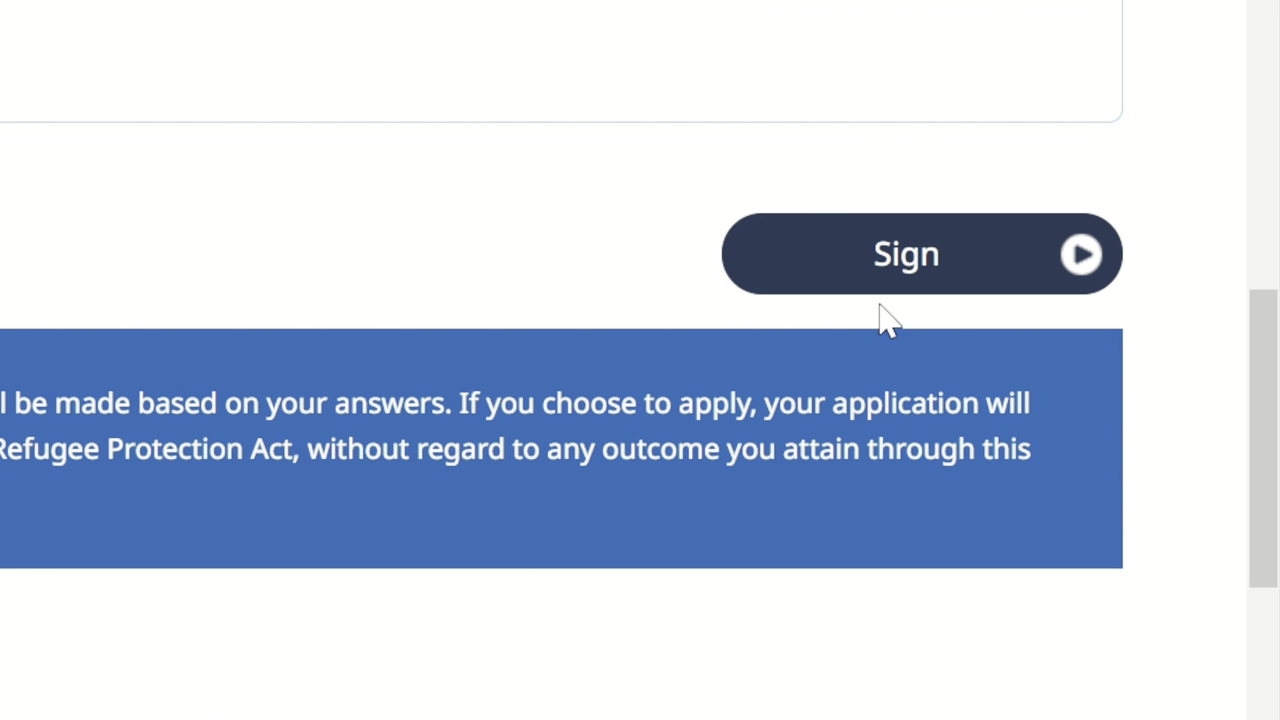 Sign
be made based on your answers. If you choose to apply, your application will
Refugee Protection Act, without regard to any outcome you attain through this